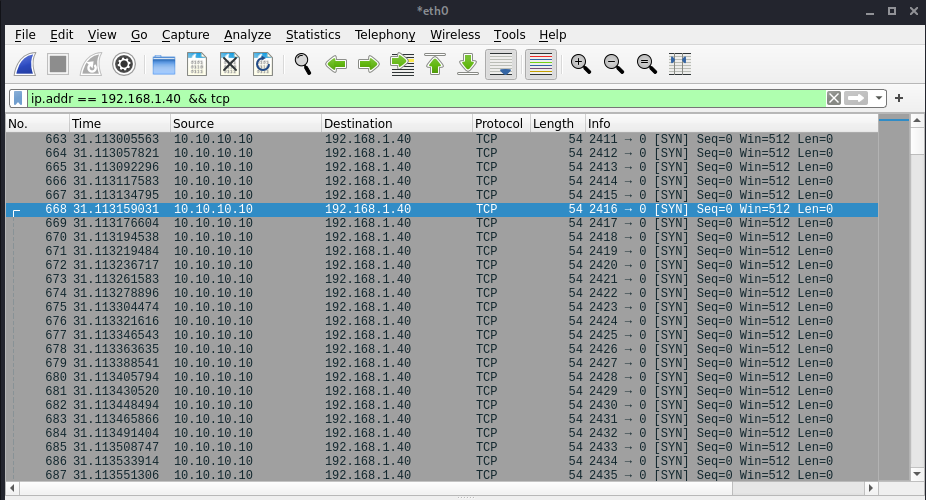 *eth0
File Edit View Go Capture Analyze Statistics Telephony Wireless Tools Help
ip.addr == 192.168.1.40 && tcp
No. Time Source Destination Protocol Length Info
663 31.113005563 10.10.10.10 192.168.1.40 TCP 54 2411 → 0 [SYN] Seq=0 Win=512 Len=0
664 31.113057821 10.10.10.10 192.168.1.40 TCP 54 2412 → 0 [SYN] Seq=0 Win=512 Len=0
665 31.113092296 10.10.10.10 192.168.1.40 TCP 54 2413 → 0 [SYN] Seq=0 Win=512 Len=0
666 31.113117583 10.10.10.10 192.168.1.40 TCP 54 2414 → 0 [SYN] Seq=0 Win=512 Len=0
667 31.113134795 10.10.10.10 192.168.1.40 TCP 54 2415 → 0 [SYN] Seq=0 Win=512 Len=0
668 31.113159031 10.10.10.10 192.168.1.40 TCP 54 2416 → 0 [SYN] Seq=0 Win=512 Len=0
669 31.113176604 10.10.10.10 192.168.1.40 TCP 54 2417 → 0 [SYN] Seq=0 Win=512 Len=0
670 31.113194538 10.10.10.10 192.168.1.40 TCP 54 2418 → 0 [SYN] Seq=0 Win=512 Len=0
671 31.113219484 10.10.10.10 192.168.1.40 TCP 54 2419 → 0 [SYN] Seq=0 Win=512 Len=0
672 31.113236717 10.10.10.10 192.168.1.40 TCP 54 2420 → 0 [SYN] Seq=0 Win=512 Len=0
673 31.113261583 10.10.10.10 192.168.1.40 TCP 54 2421 → 0 [SYN] Seq=0 Win=512 Len=0
674 31.113278896 10.10.10.10 192.168.1.40 TCP 54 2422 → 0 [SYN] Seq=0 Win=512 Len=0
675 31.113304474 10.10.10.10 192.168.1.40 TCP 54 2423 → 0 [SYN] Seq=0 Win=512 Len=0
676 31.113321616 10.10.10.10 192.168.1.40 TCP 54 2424 → 0 [SYN] Seq=0 Win=512 Len=0
677 31.113346543 10.10.10.10 192.168.1.40 TCP 54 2425 → 0 [SYN] Seq=0 Win=512 Len=0
678 31.113363635 10.10.10.10 192.168.1.40 TCP 54 2426 → 0 [SYN] Seq=0 Win=512 Len=0
679 31.113388541 10.10.10.10 192.168.1.40 TCP 54 2427 → 0 [SYN] Seq=0 Win=512 Len=0
680 31.113405794 10.10.10.10 192.168.1.40 TCP 54 2428 → 0 [SYN] Seq=0 Win=512 Len=0
681 31.113430520 10.10.10.10 192.168.1.40 TCP 54 2429 → 0 [SYN] Seq=0 Win=512 Len=0
682 31.113448494 10.10.10.10 192.168.1.40 TCP 54 2430 → 0 [SYN] Seq=0 Win=512 Len=0
683 31.113465866 10.10.10.10 192.168.1.40 TCP 54 2431 → 0 [SYN] Seq=0 Win=512 Len=0
684 31.113491404 10.10.10.10 192.168.1.40 TCP 54 2432 → 0 [SYN] Seq=0 Win=512 Len=0
685 31.113508747 10.10.10.10 192.168.1.40 TCP 54 2433 → 0 [SYN] Seq=0 Win=512 Len=0
686 31.113533914 10.10.10.10 192.168.1.40 TCP 54 2434 → 0 [SYN] Seq=0 Win=512 Len=0
687 31.113551306 10.10.10.10 192.168.1.40 TCP 54 2435 → 0 [SYN] Seq=0 Win=512 Len=0